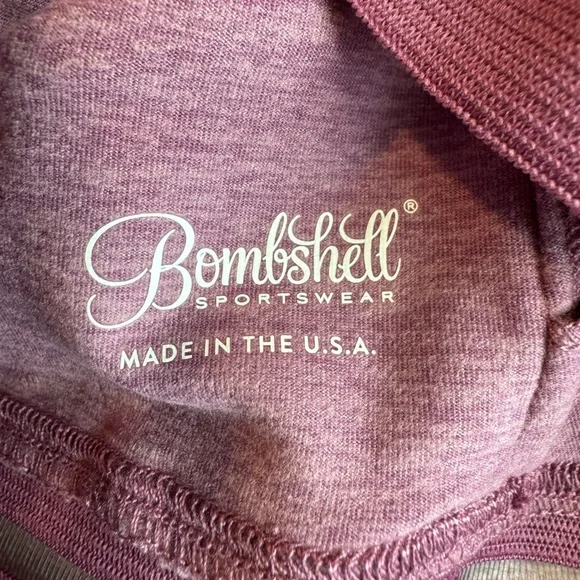 Bombshell®
SPORTSWEAR
MADE IN THE U.S.A.